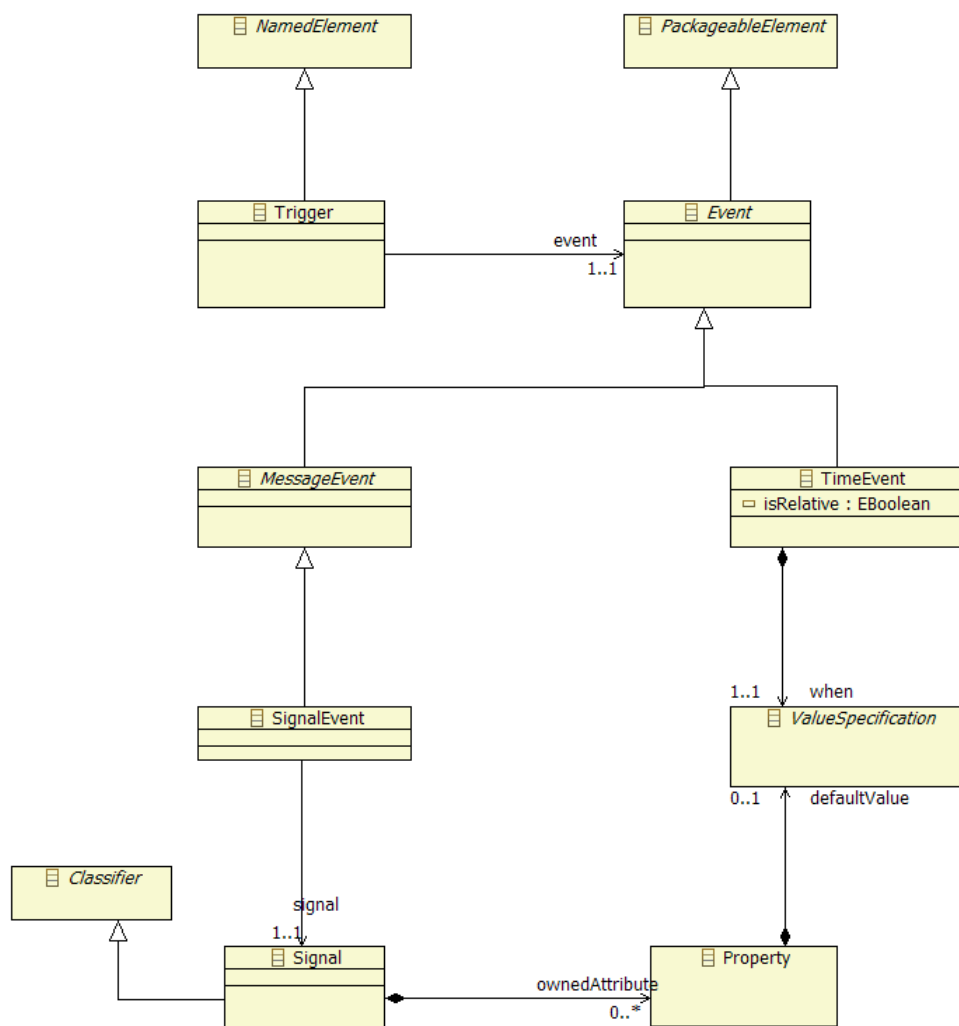 NamedElement
PackageableElement
Trigger
Event
event
1..1
MessageEvent
TimeEvent
isRelative : EBoolean
1..1 when
SignalEvent
ValueSpecification
0..1 defaultValue
Classifier
signal
1..1
Signal
Property
ownedAttribute
0..*